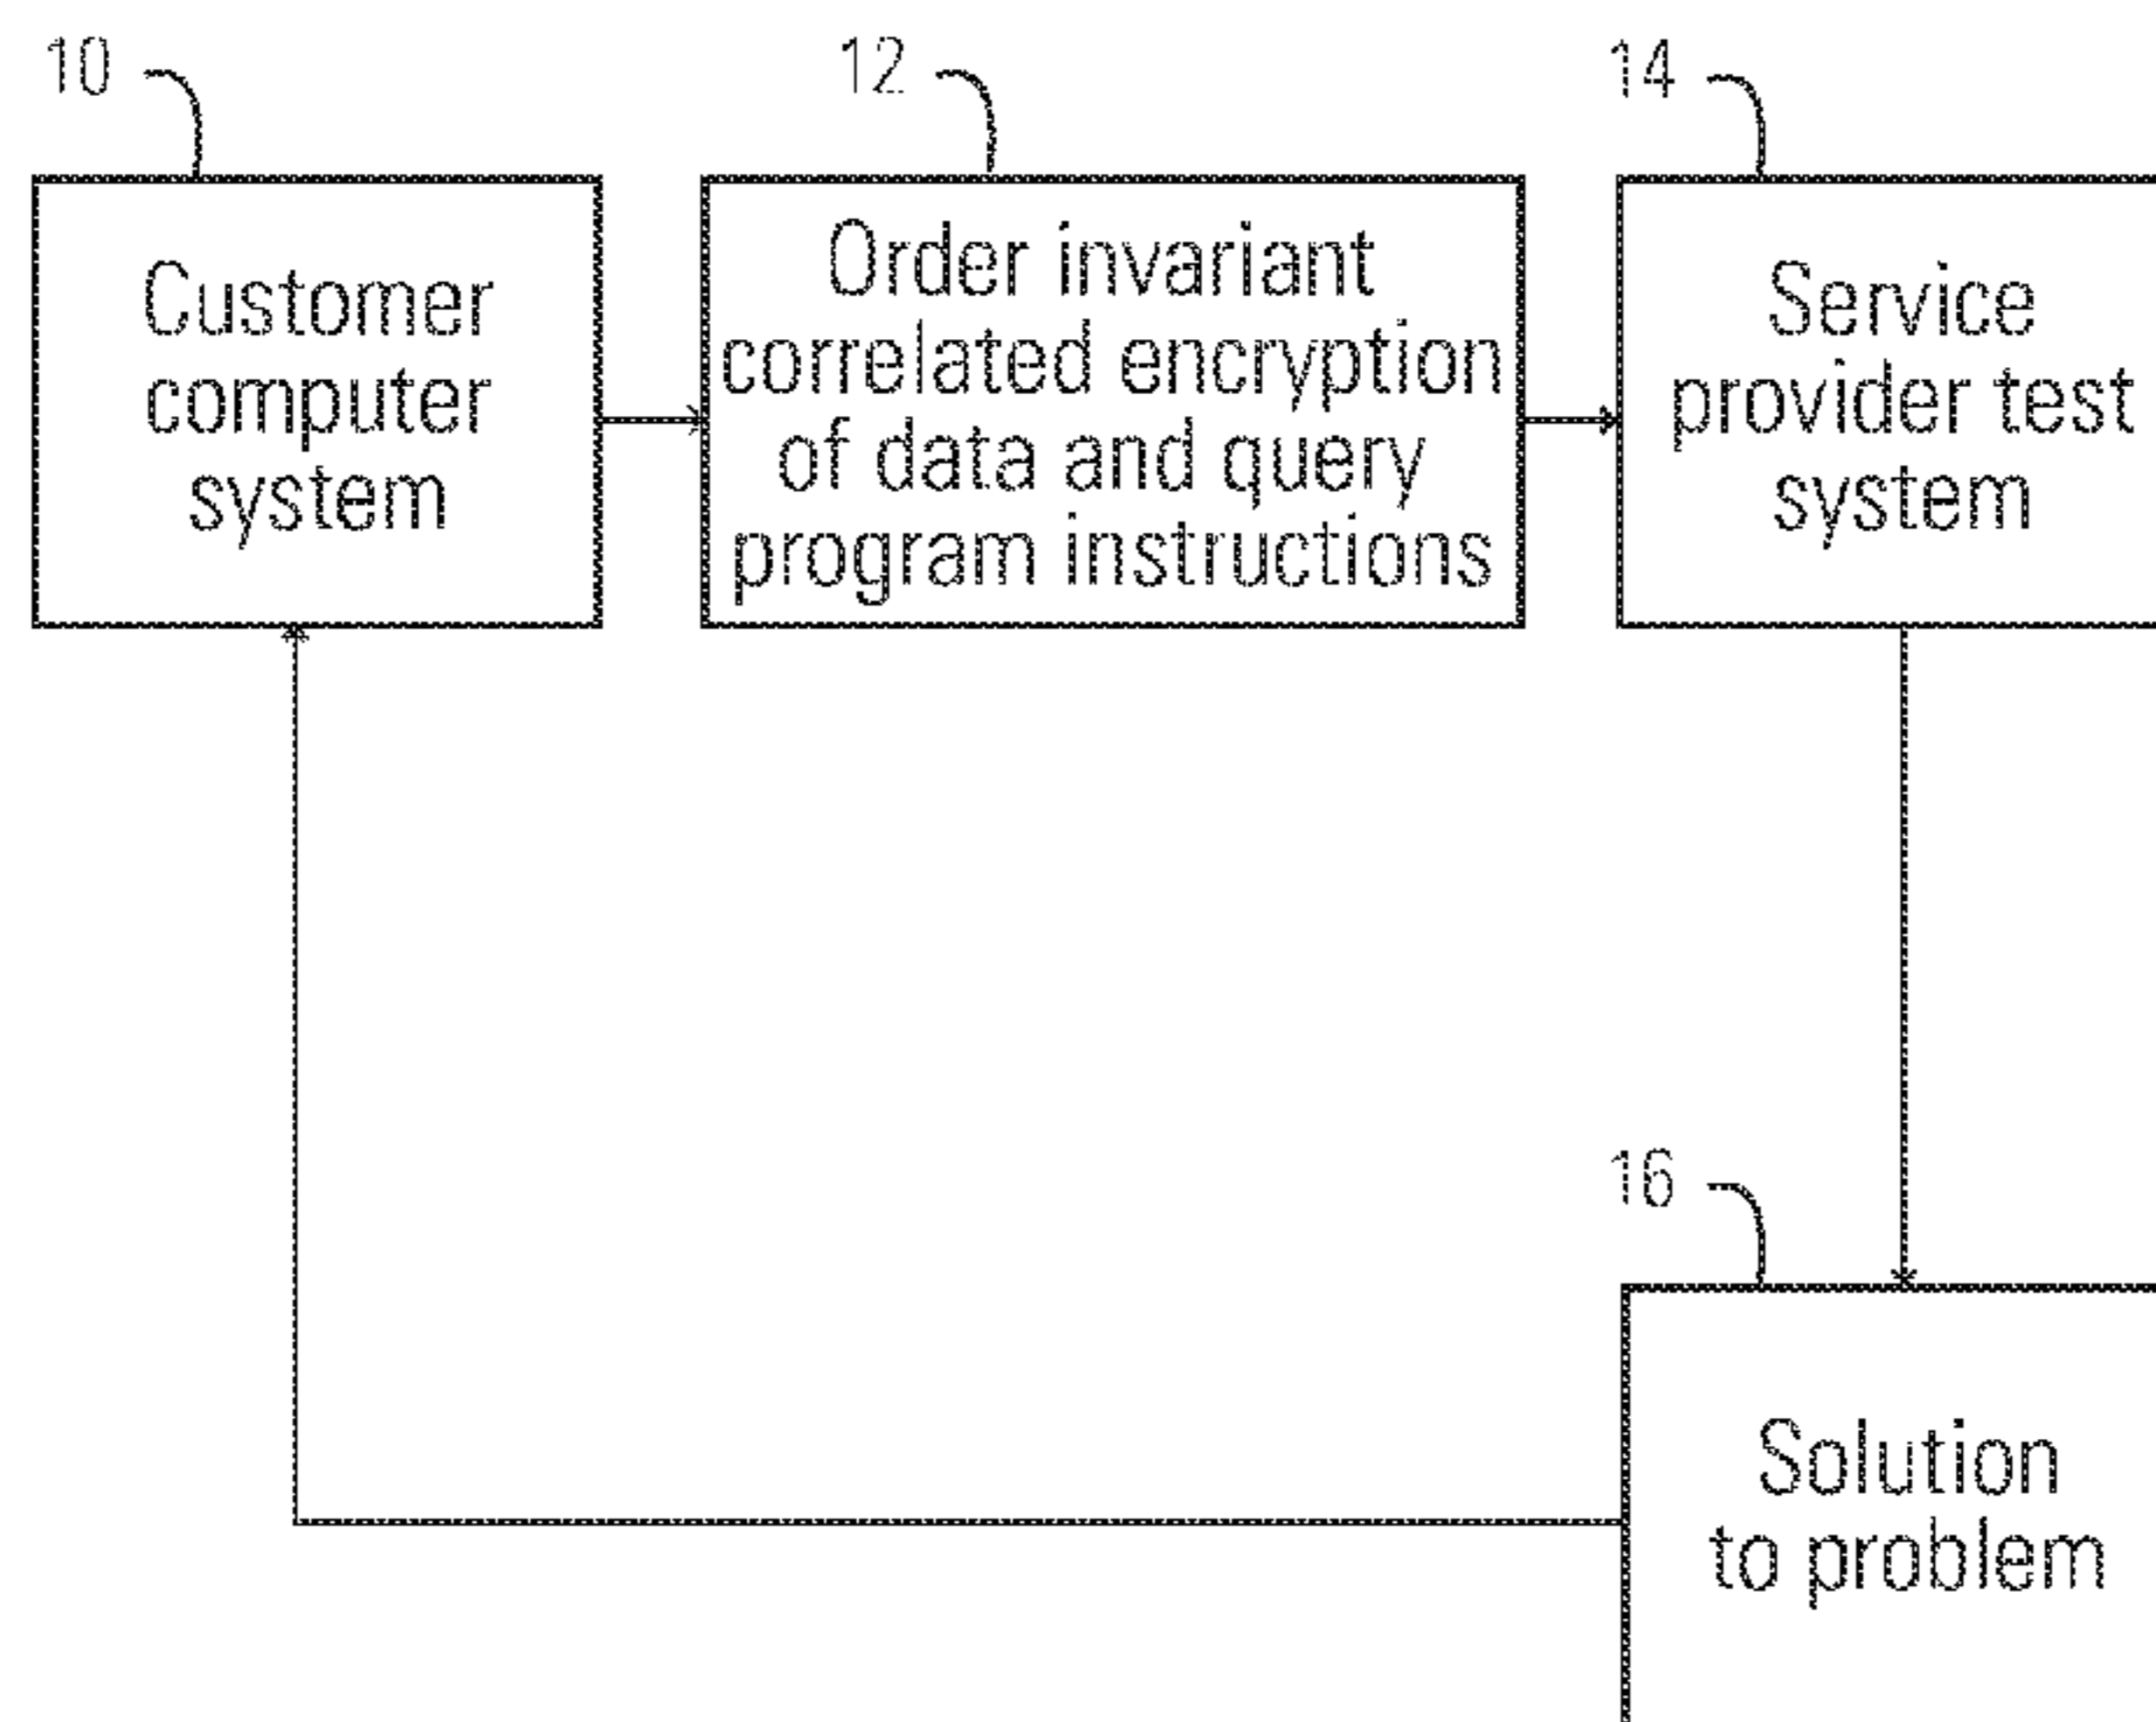 10
12
14
Customer
computer
system
Order invariant
correlated encryption
of data and query
program instructions
Service
provider test
system
16
Solution
to problem